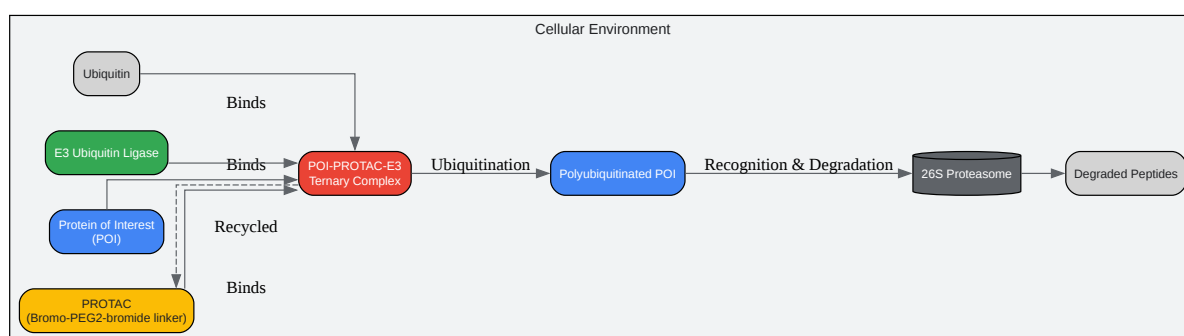 Cellular Environment
Ubiquitin
Binds
E3 Ubiquitin Ligase
Binds
POI-PROTAC-E3
Ternary Complex
Ubiquitination
Polyubiquitinated POI
Recognition & Degradation
26S Proteasome
Degraded Peptides
Protein of Interest
(POI)
Recycled
Binds
PROTAC
(Bromo-PEG2-bromide linker)